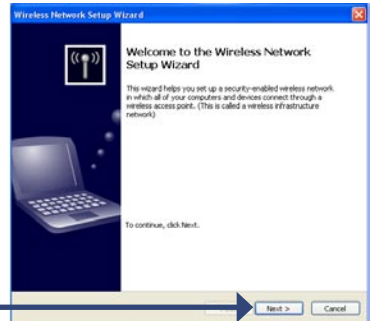 Wireless Network Setup Wizard
Welcome to the Wireless Network
Setup Wizard
This wizard helps you set up a security-enabled wireless network
in which all of your computers and devices connect through a
wireless access point. (This is called a wireless infrastructure
network)
To continue, click Next.
Next >
Cancel